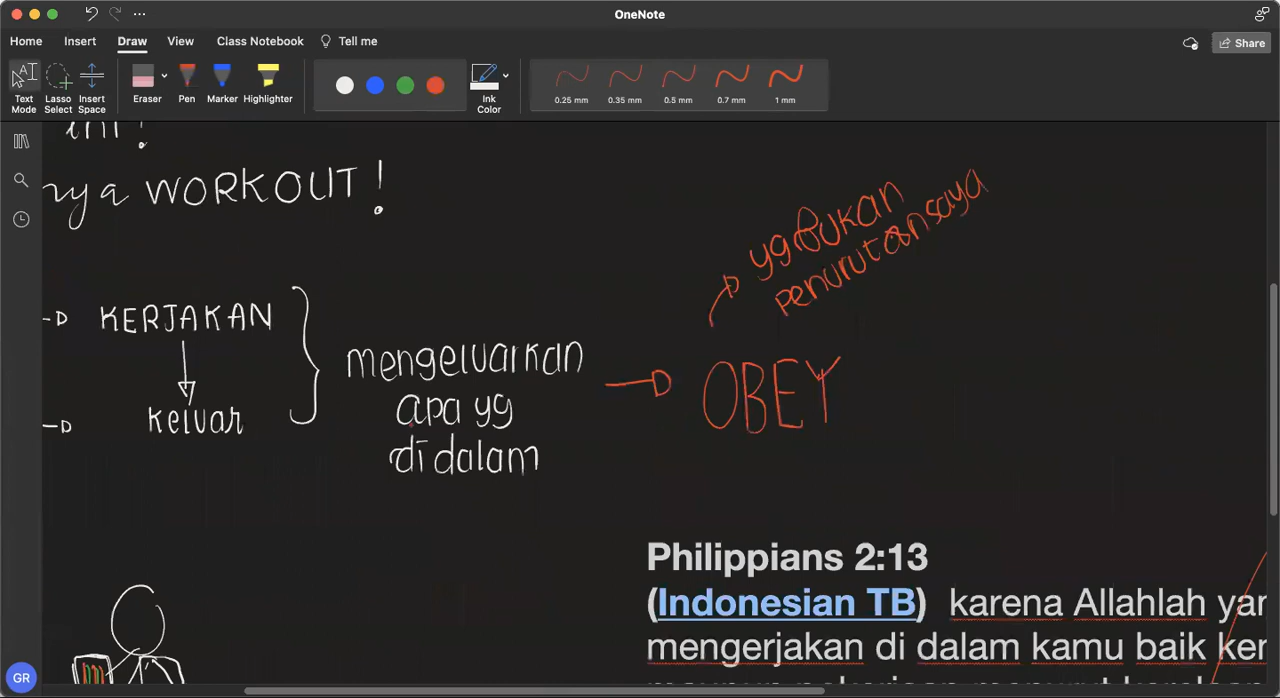 OneNote
Home Insert Draw View Class Notebook Tell me
Share
Text Mode
Lasso Select
Insert Space
Eraser
Pen
Marker
Highlighter
Ink Color
0.25 mm
0.35 mm
0.5 mm
0.7 mm
1 mm
ini!
nya WORKOUT!
yg Bukan
penurutan saya
KERJAKAN
keluar
mengeluarkan
apa yg
di dalam
OBEY
Philippians 2:13
(Indonesian TB) karena Allahlah yan
mengerjakan di dalam kamu baik ker
GR